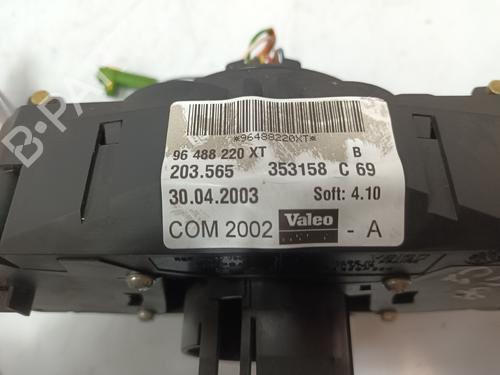 B-PA
*96488220XT*
96 488 220 XT B
203.565 353158 C 69
30.04.2003 Soft: 4.10
COM 2002 Valeo - A